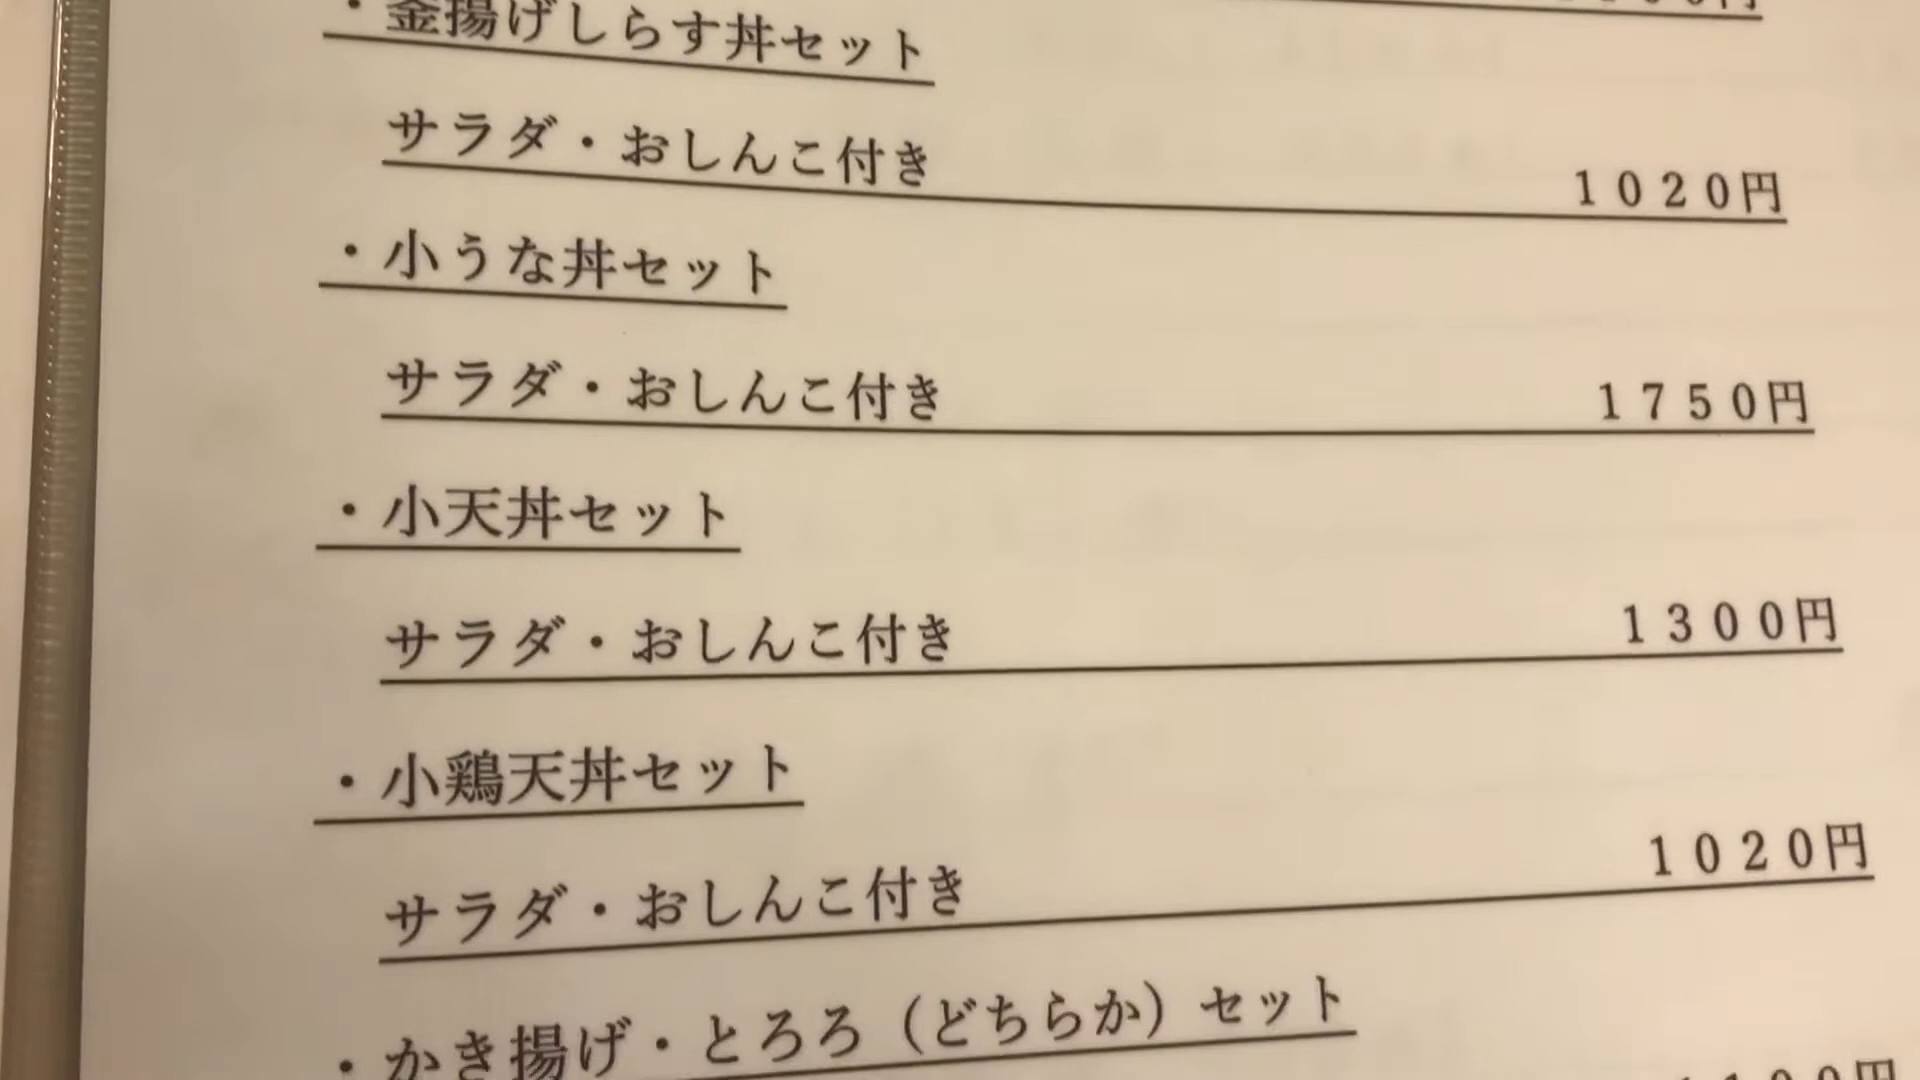 ・釜揚げしらす丼セット
サラダ・おしんこ付き 1020円
・小うな丼セット
サラダ・おしんこ付き 1750円
・小天丼セット
サラダ・おしんこ付き 1300円
・小鶏天丼セット
サラダ・おしんこ付き 1020円
・かき揚げ・とろろ（どちらか）セット